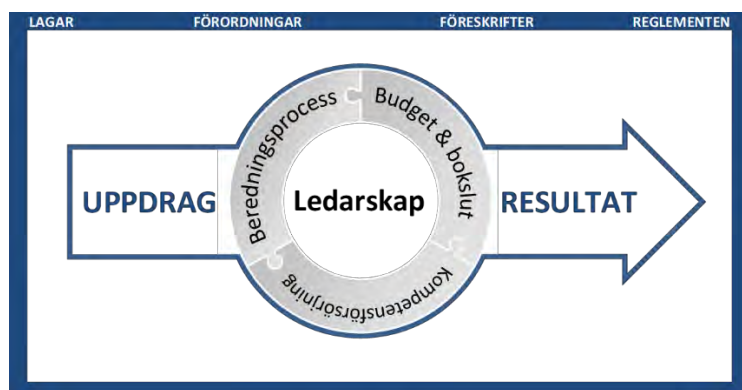 LAGAR FÖRORDNINGAR FÖRESKRIFTER REGLEMENTEN
Beredningsprocess
Budget & bokslut
UPPDRAG
Ledarskap
RESULTAT
Kompetensförsörjning